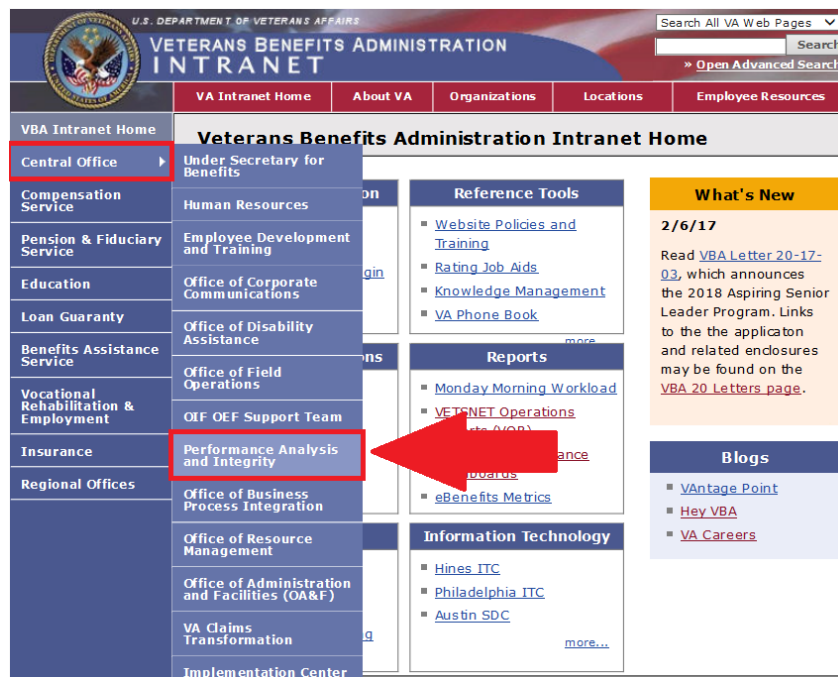 U.S. DEPARTMENT OF VETERANS AFFAIRS
VETERANS BENEFITS ADMINISTRATION
INTRANET
Search All VA Web Pages
Search
» Open Advanced Search
VA Intranet Home
About VA
Organizations
Locations
Employee Resources
VBA Intranet Home
Central Office
Compensation
Service
Pension & Fiduciary
Service
Education
Loan Guaranty
Benefits Assistance
Service
Vocational
Rehabilitation &
Employment
Insurance
Regional Offices
Veterans Benefits Administration Intranet Home
Under Secretary for
Benefits
Human Resources
Employee Development
and Training
Office of Corporate
Communications
Office of Disability
Assistance
Office of Field
Operations
OIF OEF Support Team
Performance Analysis
and Integrity
Office of Business
Process Integration
Office of Resource
Management
Office of Administration
and Facilities (OA&F)
VA Claims
Transformation
Implementation Center
Reference Tools
Website Policies and
Training
Rating Job Aids
Knowledge Management
VA Phone Book
more
Reports
Monday Morning Workload
VETSNET Operations
(VOR)
eBenefits Metrics
Information Technology
Hines ITC
Philadelphia ITC
Austin SDC
more...
What's New
2/6/17
Read VBA Letter 20-17-
03, which announces
the 2018 Aspiring Senior
Leader Program. Links
to the the applicaton
and related enclosures
may be found on the
VBA 20 Letters page.
Blogs
VAntage Point
Hey VBA
VA Careers